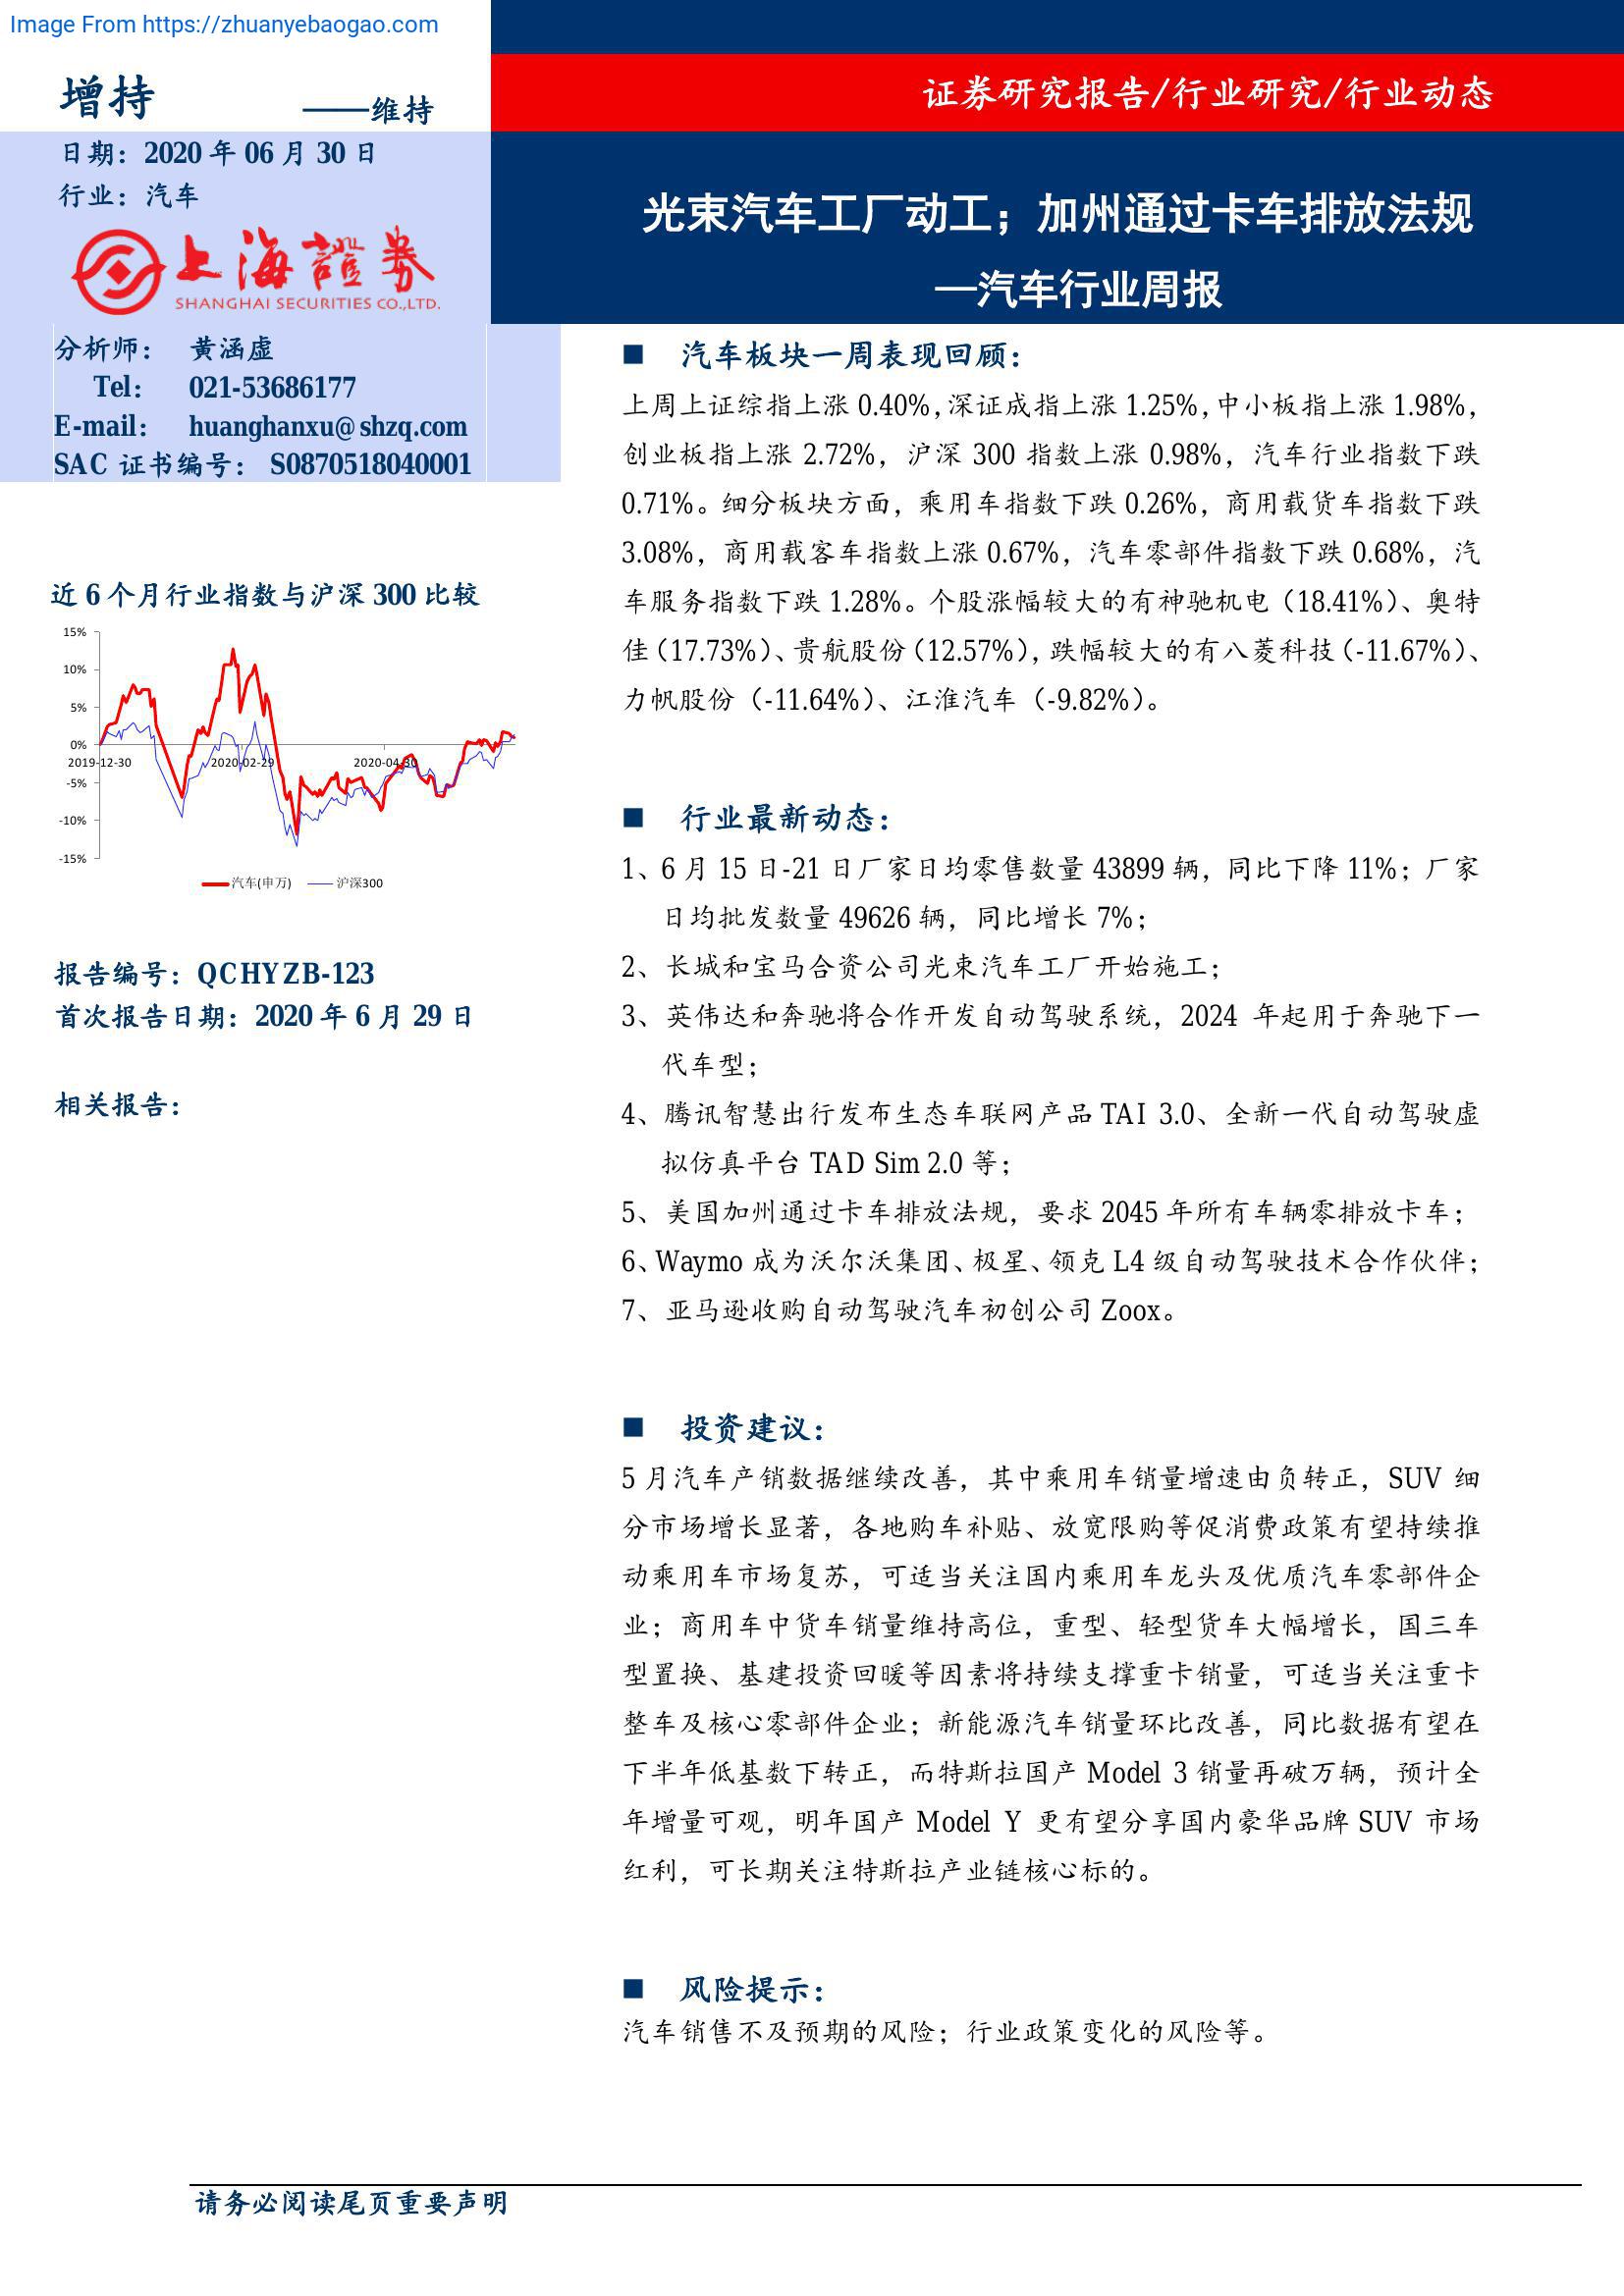 Image From https://zhuanyebaogao.com
增持 ——维持
日期：2020 年 06 月 30 日
行业：汽车
上海證券
SHANGHAI SECURITIES CO.,LTD.
分析师： 黄涵虚
Tel： 021-53686177
E-mail： huanghanxu@shzq.com
SAC 证书编号： S0870518040001
近 6 个月行业指数与沪深 300 比较
15%
10%
5%
0%
2019-12-30 2020-02-29 2020-04-30
-5%
-10%
-15%
汽车(申万) 沪深300
报告编号：QCHYZB-123
首次报告日期：2020 年 6 月 29 日
相关报告：
证券研究报告/行业研究/行业动态
光束汽车工厂动工；加州通过卡车排放法规
—汽车行业周报
■ 汽车板块一周表现回顾：
上周上证综指上涨 0.40%，深证成指上涨 1.25%，中小板指上涨 1.98%，
创业板指上涨 2.72%，沪深 300 指数上涨 0.98%，汽车行业指数下跌
0.71%。细分板块方面，乘用车指数下跌 0.26%，商用载货车指数下跌
3.08%，商用载客车指数上涨 0.67%，汽车零部件指数下跌 0.68%，汽
车服务指数下跌 1.28%。个股涨幅较大的有神驰机电（18.41%）、奥特
佳（17.73%）、贵航股份（12.57%），跌幅较大的有八菱科技（-11.67%）、
力帆股份（-11.64%）、江淮汽车（-9.82%）。
■ 行业最新动态：
1、6 月 15 日-21 日厂家日均零售数量 43899 辆，同比下降 11%；厂家
日均批发数量 49626 辆，同比增长 7%；
2、长城和宝马合资公司光束汽车工厂开始施工；
3、英伟达和奔驰将合作开发自动驾驶系统，2024 年起用于奔驰下一
代车型；
4、腾讯智慧出行发布生态车联网产品 TAI 3.0、全新一代自动驾驶虚
拟仿真平台 TAD Sim 2.0 等；
5、美国加州通过卡车排放法规，要求 2045 年所有车辆零排放卡车；
6、Waymo 成为沃尔沃集团、极星、领克 L4 级自动驾驶技术合作伙伴；
7、亚马逊收购自动驾驶汽车初创公司 Zoox。
■ 投资建议：
5 月汽车产销数据继续改善，其中乘用车销量增速由负转正，SUV 细
分市场增长显著，各地购车补贴、放宽限购等促消费政策有望持续推
动乘用车市场复苏，可适当关注国内乘用车龙头及优质汽车零部件企
业；商用车中货车销量维持高位，重型、轻型货车大幅增长，国三车
型置换、基建投资回暖等因素将持续支撑重卡销量，可适当关注重卡
整车及核心零部件企业；新能源汽车销量环比改善，同比数据有望在
下半年低基数下转正，而特斯拉国产 Model 3 销量再破万辆，预计全
年增量可观，明年国产 Model Y 更有望分享国内豪华品牌 SUV 市场
红利，可长期关注特斯拉产业链核心标的。
■ 风险提示：
汽车销售不及预期的风险；行业政策变化的风险等。
请务必阅读尾页重要声明